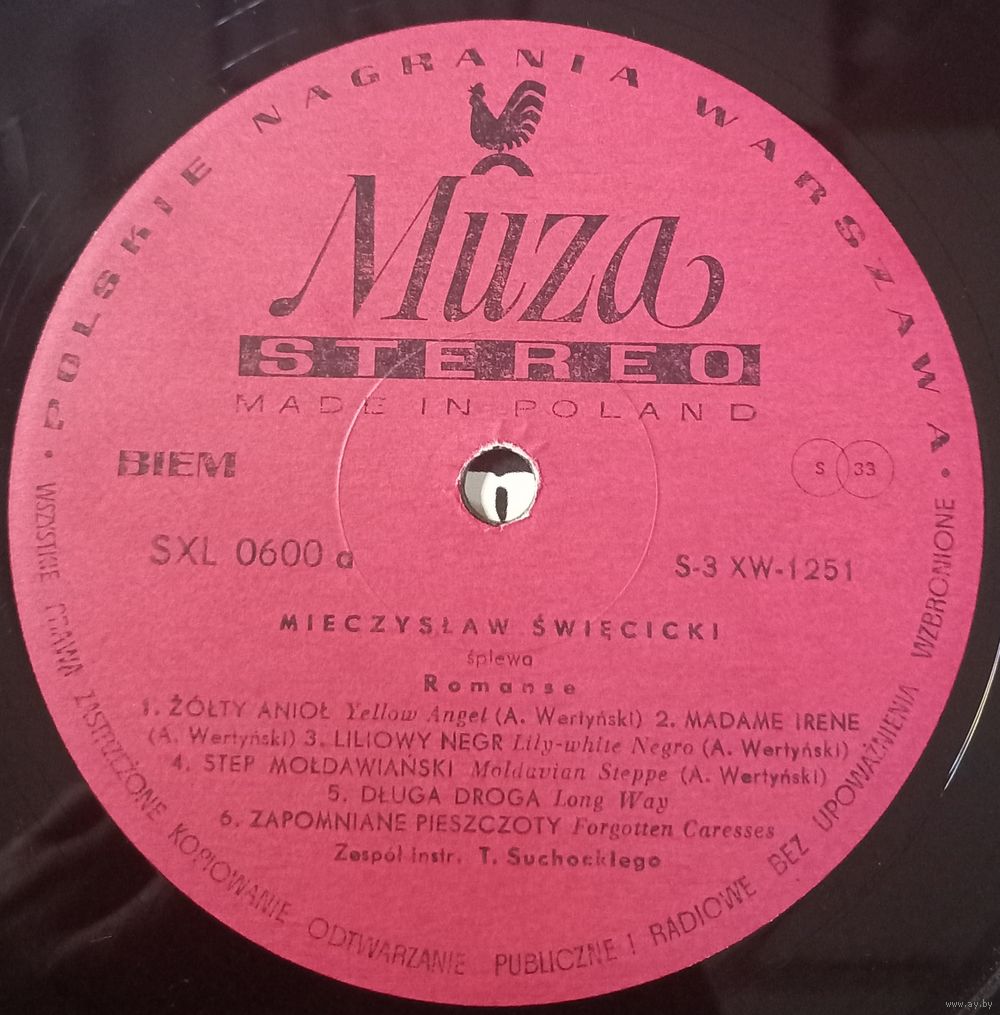 POLSKIE NAGRANIA WARSZAWA
Muza
STEREO
MADE IN POLAND
BIEM
S 33
SXL 0600 a
S-3 XW-1251
MIECZYSŁAW ŚWIĘCICKI
śpiewa
Romanse
1. ŻÓŁTY ANIOŁ Yellow Angel (A. Wertyński) 2. MADAME IRENE
(A. Wertyński) 3. LILIOWY NEGR Lily-white Negro (A. Wertyński)
4. STEP MOŁDAWIAŃSKI Moldavian Steppe (A. Wertyński)
5. DŁUGA DROGA Long Way
6. ZAPOMNIANE PIESZCZOTY Forgotten Caresses
Zespół instr. T. Suchockiego
• WSZYSTKIE PRAWA ZASTRZEŻONE KOPIOWANIE ODTWARZANIE PUBLICZNE I RADIOWE BEZ UPOWAŻNIENIA WZBRONIONE •
www.ay.by